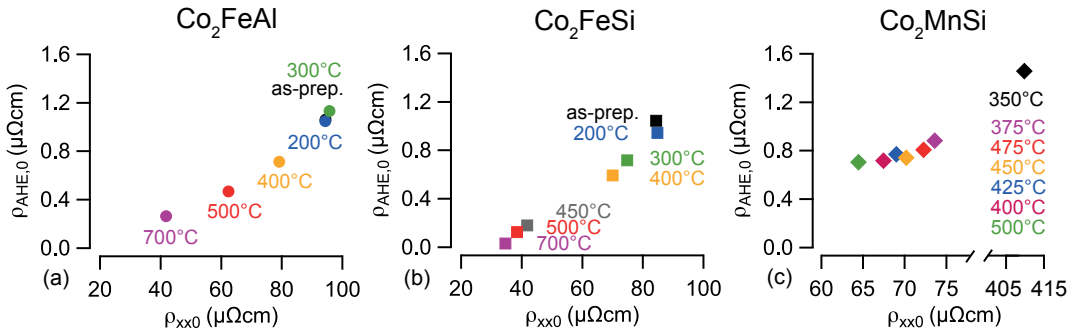 Co2FeAl
ρAHE,0 (μΩcm)
1.6
1.2
0.8
0.4
0.0
300°C
as-prep.
200°C
400°C
500°C
700°C
(a)
20
40
60
80
100
ρxx0 (μΩcm)
Co2FeSi
ρAHE,0 (μΩcm)
1.6
1.2
0.8
0.4
0.0
as-prep.
200°C
300°C
400°C
450°C
500°C
700°C
(b)
20
40
60
80
100
ρxx0 (μΩcm)
Co2MnSi
ρAHE,0 (μΩcm)
1.6
1.2
0.8
0.4
0.0
350°C
375°C
475°C
450°C
425°C
400°C
500°C
(c)
60
65
70
75
405
415
ρxx0 (μΩcm)